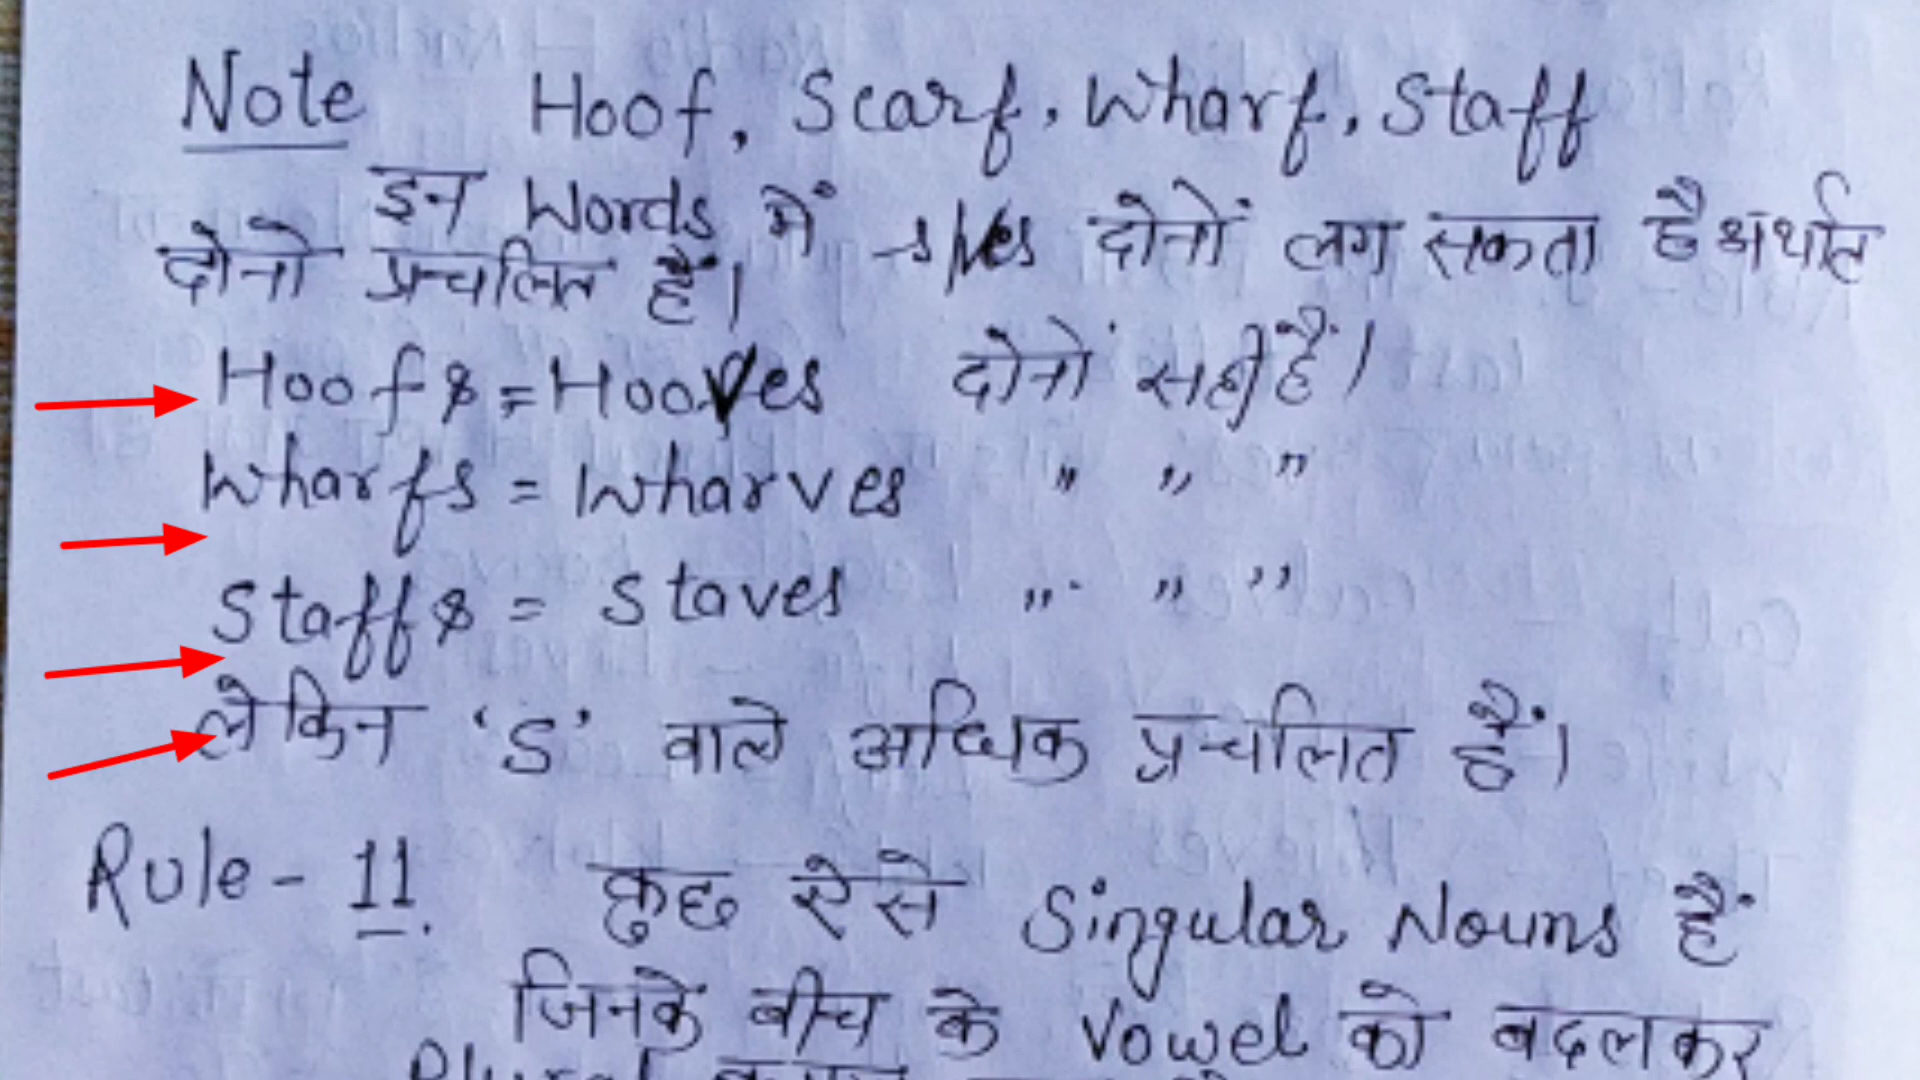 Note Hoof, Scarf, Wharf, Staff
इन Words में s/ves दोनों लग सकता है अर्थात
दोनो प्रचलित हैं।
Hoofs = Hooves दोनों सही हैं।
Wharfs = Wharves " " "
Staffs = Staves " " "
लेकिन 'S' वाले अधिक प्रचलित हैं।
Rule - 11. कुछ ऐसे Singular Nouns हैं
जिनके बीच के Vowel को बदलकर
Plural